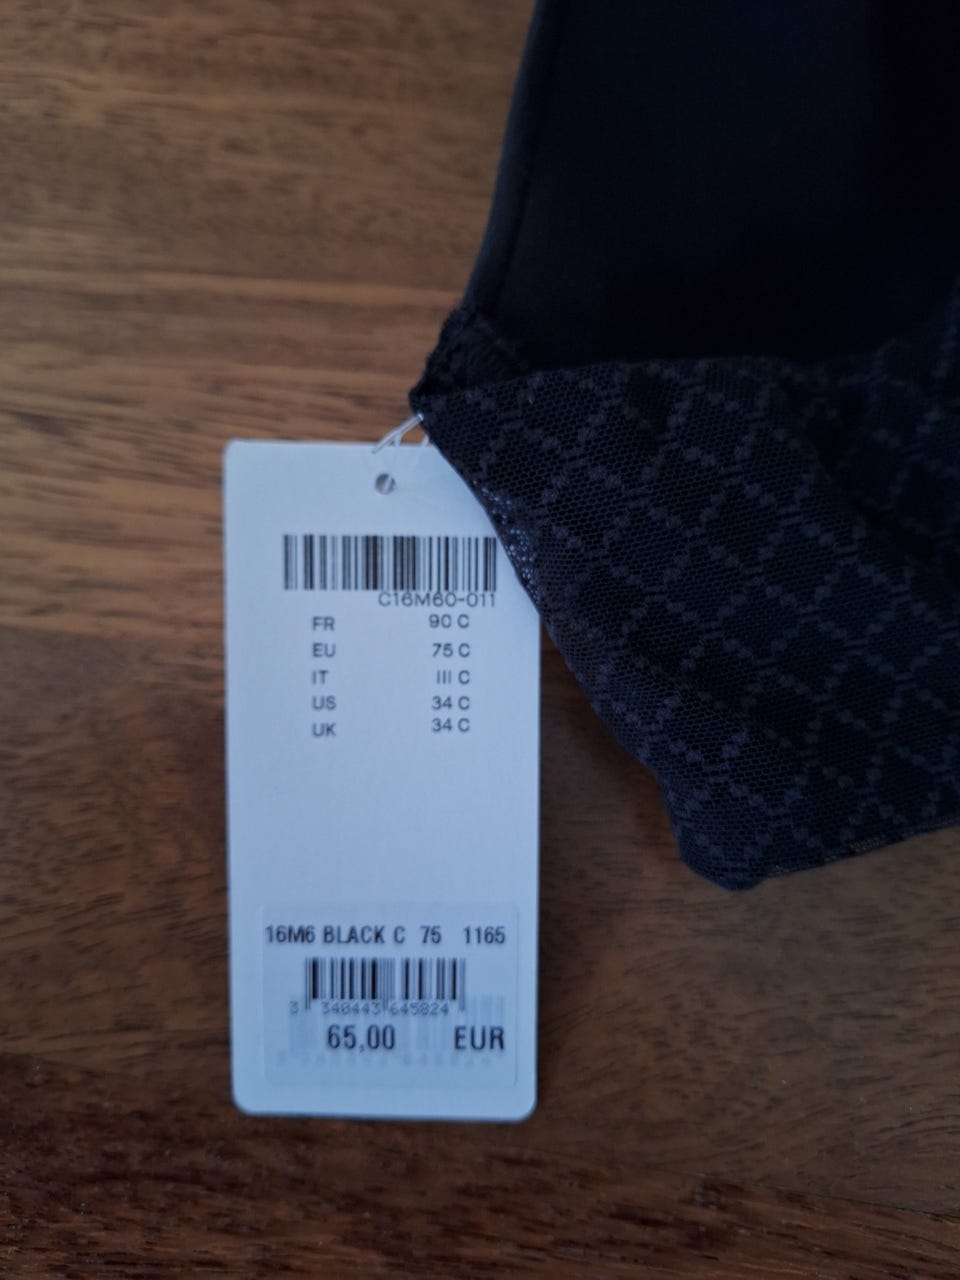 C16M60-011
FR 90 C
EU 75 C
IT III C
US 34 C
UK 34 C
16M6 BLACK C 75 1165
3 340443 645824
65,00 EUR